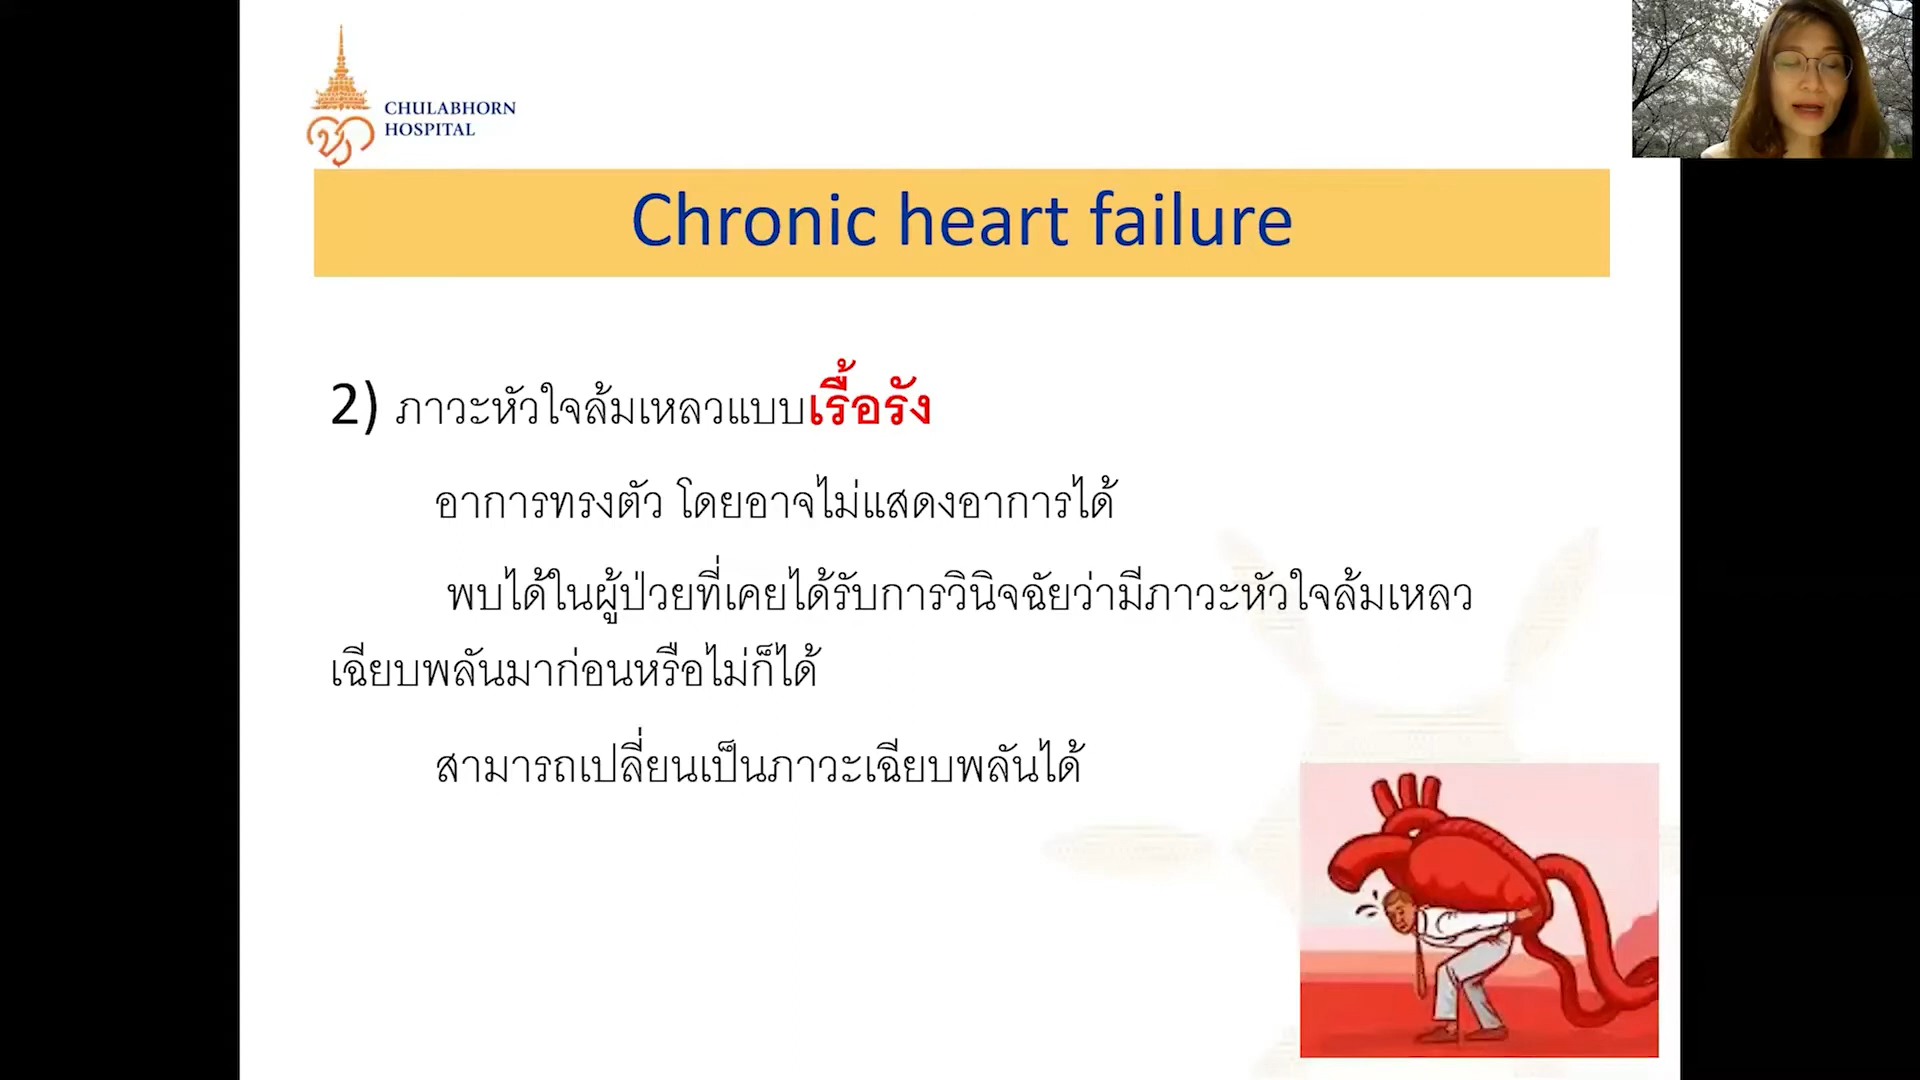 CHULABHORN
HOSPITAL
Chronic heart failure
2) ภาวะหัวใจล้มเหลวแบบเรื้อรัง
อาการทรงตัว โดยอาจไม่แสดงอาการได้
พบได้ในผู้ป่วยที่เคยได้รับการวินิจฉัยว่ามีภาวะหัวใจล้มเหลว
เฉียบพลันมาก่อนหรือไม่ก็ได้
สามารถเปลี่ยนเป็นภาวะเฉียบพลันได้